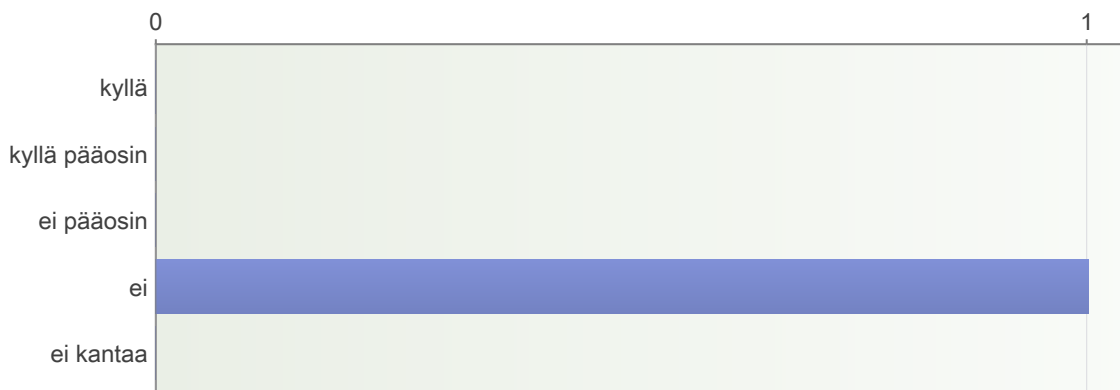 0 1
kyllä
kyllä pääosin
ei pääosin
ei
ei kantaa